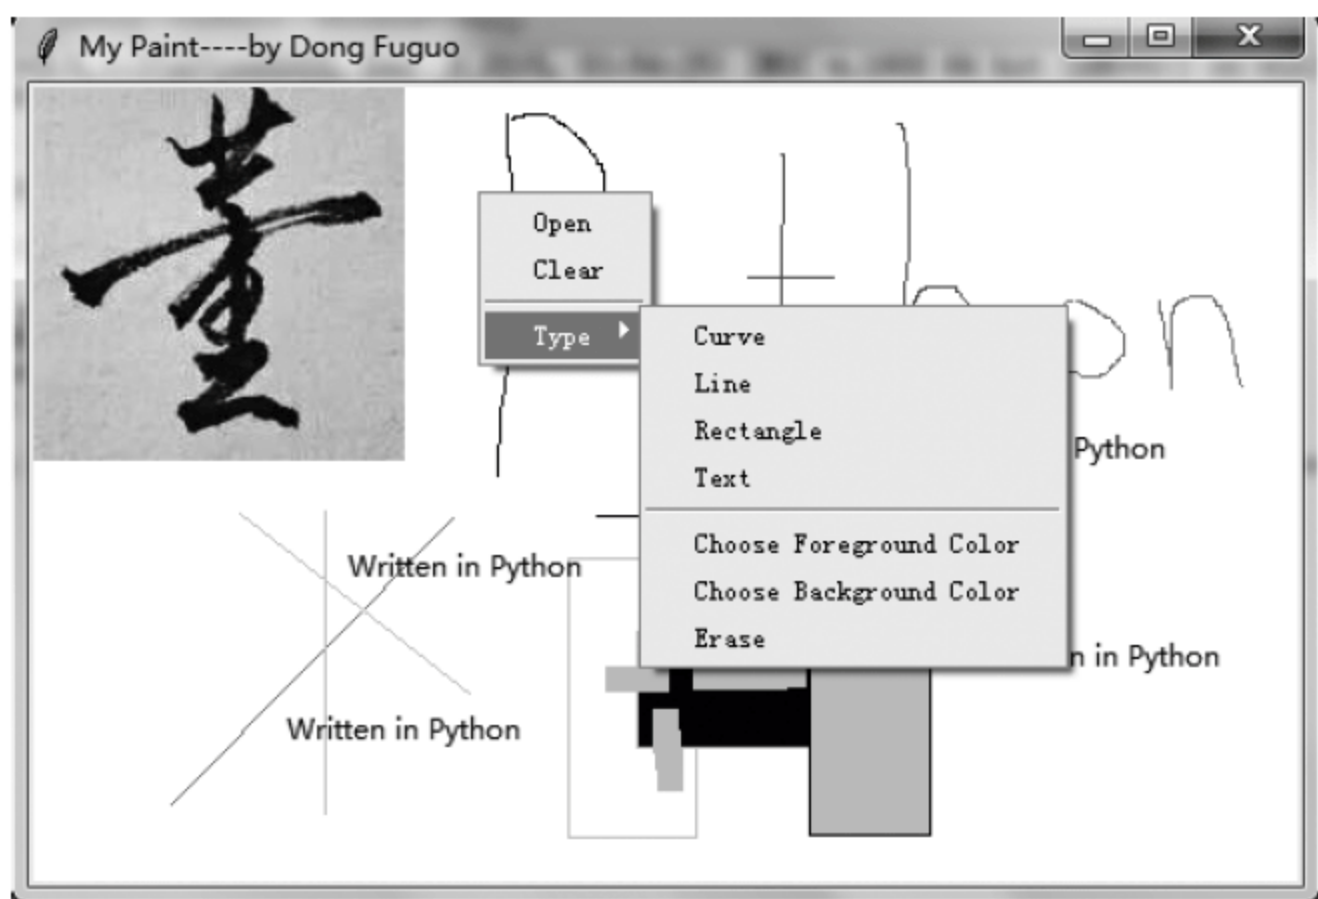 My Paint----by Dong Fuguo
董
Open
Clear
Type
Curve
Line
Rectangle
Text
Choose Foreground Color
Choose Background Color
Erase
Python
Written in Python
n in Python
Written in Python